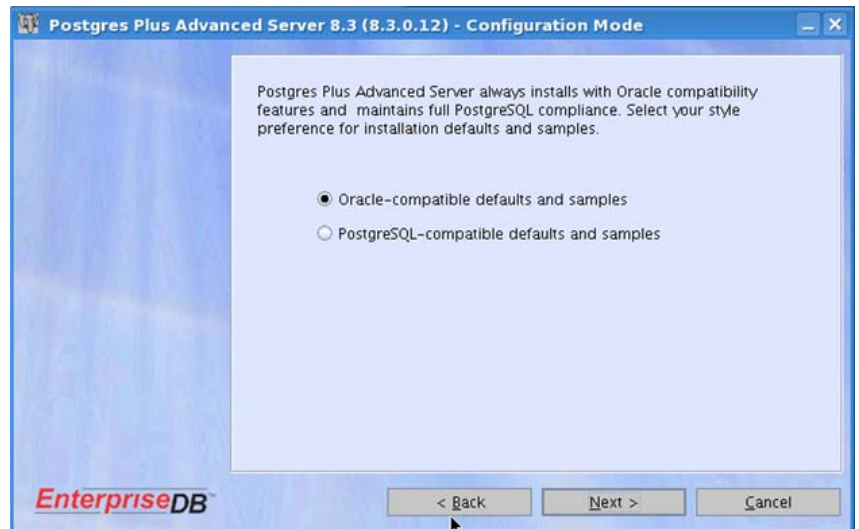 Postgres Plus Advanced Server 8.3 (8.3.0.12) - Configuration Mode
Postgres Plus Advanced Server always installs with Oracle compatibility
features and maintains full PostgreSQL compliance. Select your style
preference for installation defaults and samples.
Oracle-compatible defaults and samples
PostgreSQL-compatible defaults and samples
EnterpriseDB
< Back
Next >
Cancel